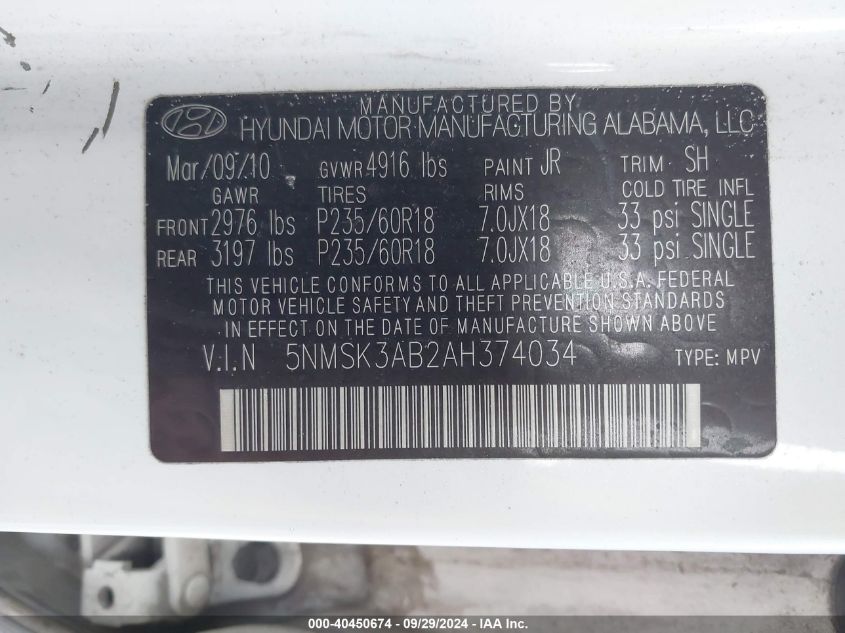 MANUFACTURED BY
HYUNDAI MOTOR MANUFACTURING ALABAMA, LLC
Mar/09/10 GVWR 4916 lbs PAINT JR TRIM SH
GAWR TIRES RIMS COLD TIRE INFL
FRONT 2976 lbs P235/60R18 7.0JX18 33 psi SINGLE
REAR 3197 lbs P235/60R18 7.0JX18 33 psi SINGLE
THIS VEHICLE CONFORMS TO ALL APPLICABLE U.S.A. FEDERAL
MOTOR VEHICLE SAFETY AND THEFT PREVENTION STANDARDS
IN EFFECT ON THE DATE OF MANUFACTURE SHOWN ABOVE
V.I.N 5NMSK3AB2AH374034 TYPE: MPV
000-40450674 - 09/29/2024 - IAA Inc.